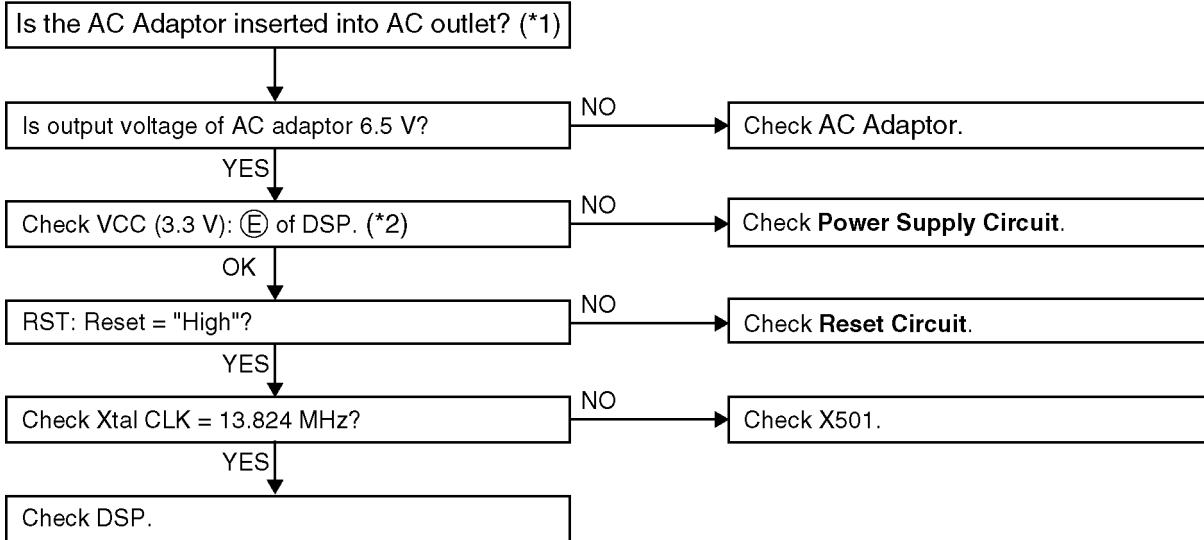 Is the AC Adaptor inserted into AC outlet? (*1)
Is output voltage of AC adaptor 6.5 V?
NO
Check AC Adaptor.
YES
Check VCC (3.3 V): Ⓔ of DSP. (*2)
NO
Check Power Supply Circuit.
OK
RST: Reset = "High"?
NO
Check Reset Circuit.
YES
Check Xtal CLK = 13.824 MHz?
NO
Check X501.
YES
Check DSP.